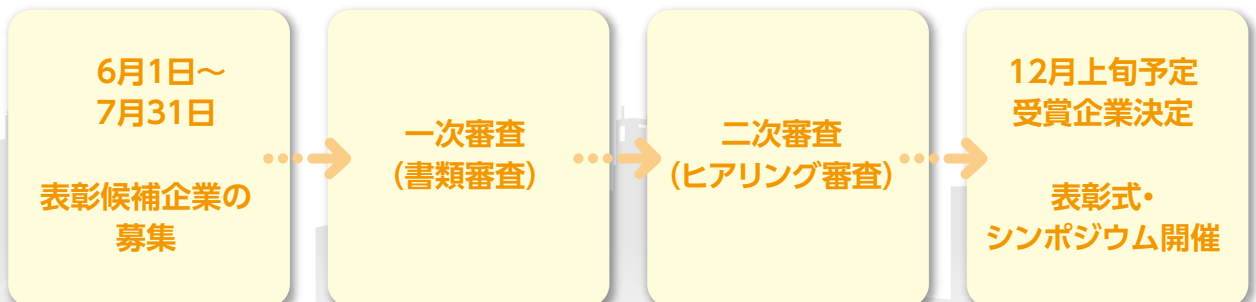 6月1日～
7月31日
表彰候補企業の
募集
一次審査
（書類審査）
二次審査
（ヒアリング審査）
12月上旬予定
受賞企業決定
表彰式・
シンポジウム開催